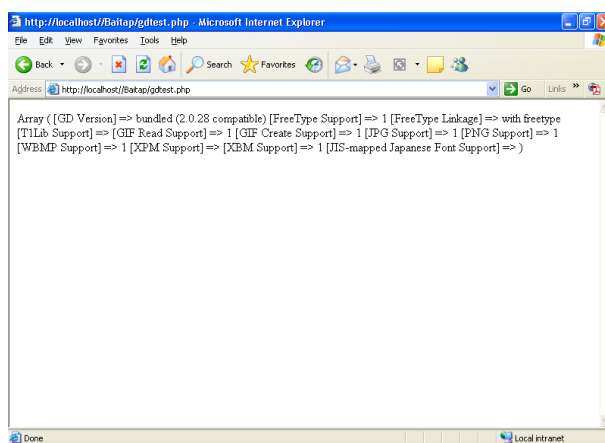 http://localhost//Baitap/gdtest.php - Microsoft Internet Explorer
File Edit View Favorites Tools Help
Back Search Favorites
Address http://localhost//Baitap/gdtest.php Go Links »
Array ( [GD Version] => bundled (2.0.28 compatible) [FreeType Support] => 1 [FreeType Linkage] => with freetype
[T1Lib Support] => [GIF Read Support] => 1 [GIF Create Support] => 1 [JPG Support] => 1 [PNG Support] => 1
[WBMP Support] => 1 [XPM Support] => [XBM Support] => 1 [JIS-mapped Japanese Font Support] => )
Done Local intranet